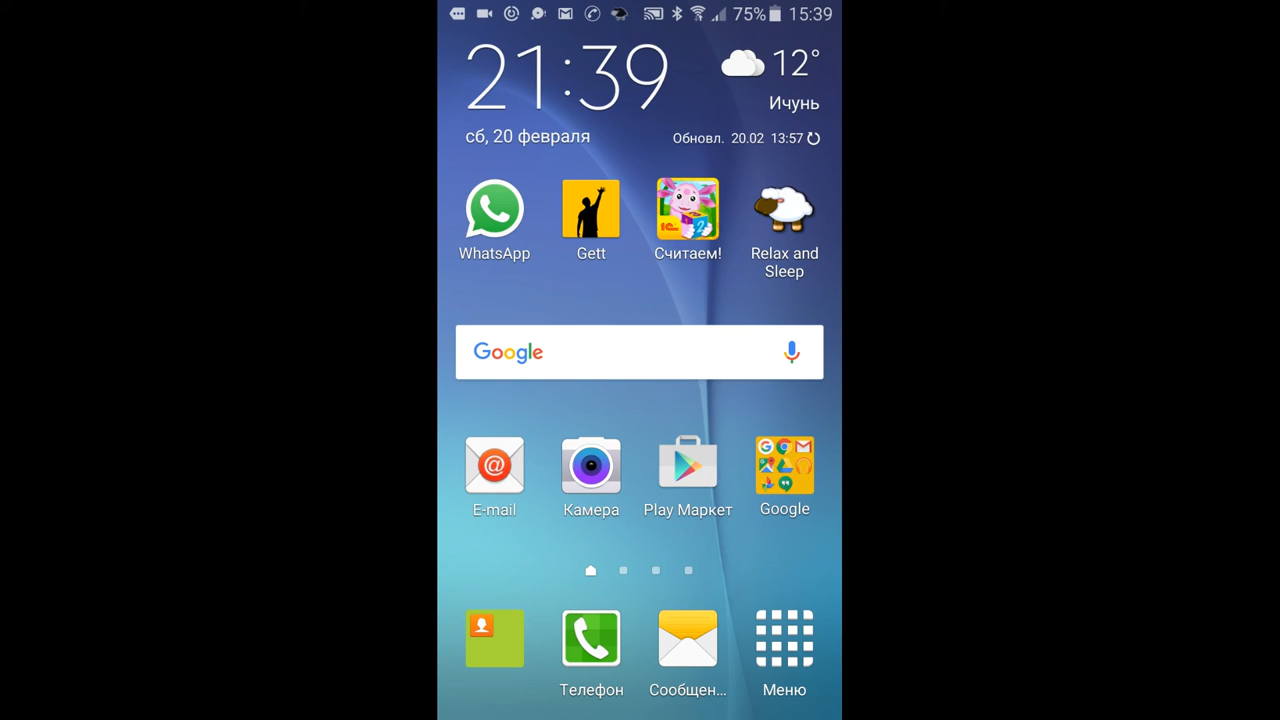 75% 15:39
21:39
12°
Ичунь
сб, 20 февраля
Обновл. 20.02 13:57
WhatsApp
Gett
1С
Считаем!
Relax and
Sleep
Google
@
E-mail
Камера
Play Маркет
Google
Телефон
Сообщен...
Меню